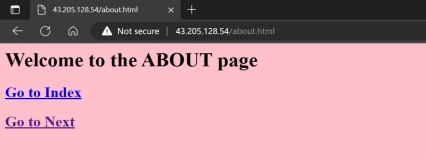 43.205.128.54/about.html
Not secure | 43.205.128.54/about.html
Welcome to the ABOUT page
Go to Index
Go to Next